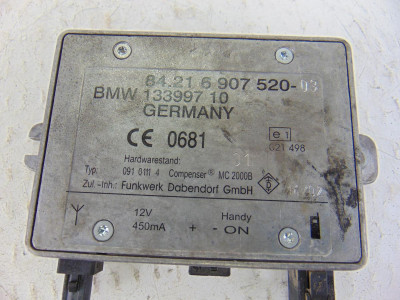 84.21 6 907 520-03
BMW 133997 10
GERMANY
CE 0681
e1
021 498
Hardwarestand:
Typ: 091 0111 4 Compenser® MC 2000B
Zul.-Inh.: Funkwerk Dabendorf GmbH
12V Handy
450mA + - ON